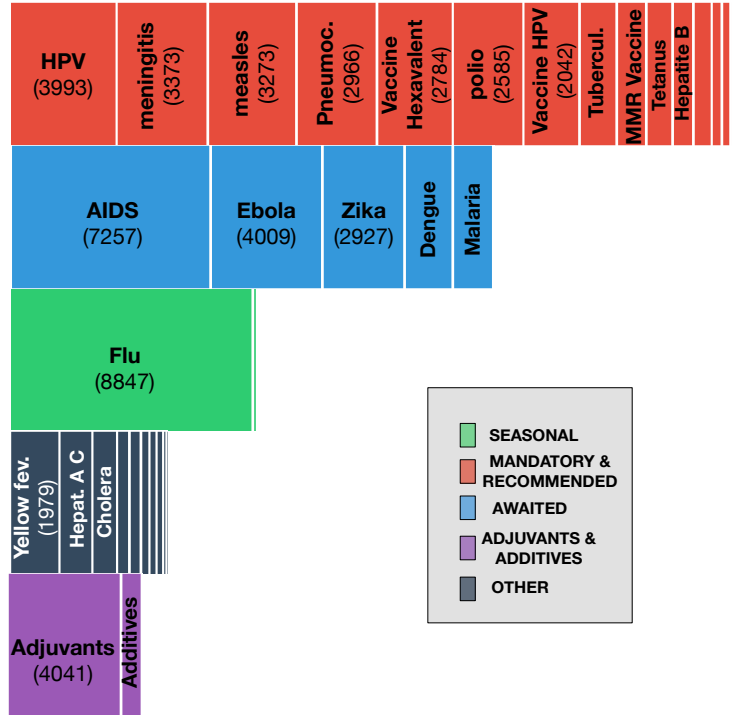 HPV
(3993)
meningitis
(3373)
measles
(3273)
Pneumoc.
(2966)
Vaccine
Hexavalent
(2784)
polio
(2585)
Vaccine HPV
(2042)
Tubercul.
MMR Vaccine
Tetanus
Hepatite B
AIDS
(7257)
Ebola
(4009)
Zika
(2927)
Dengue
Malaria
Flu
(8847)
Yellow fev.
(1979)
Hepat. A C
Cholera
Adjuvants
(4041)
Additives
SEASONAL
MANDATORY &
RECOMMENDED
AWAITED
ADJUVANTS &
ADDITIVES
OTHER